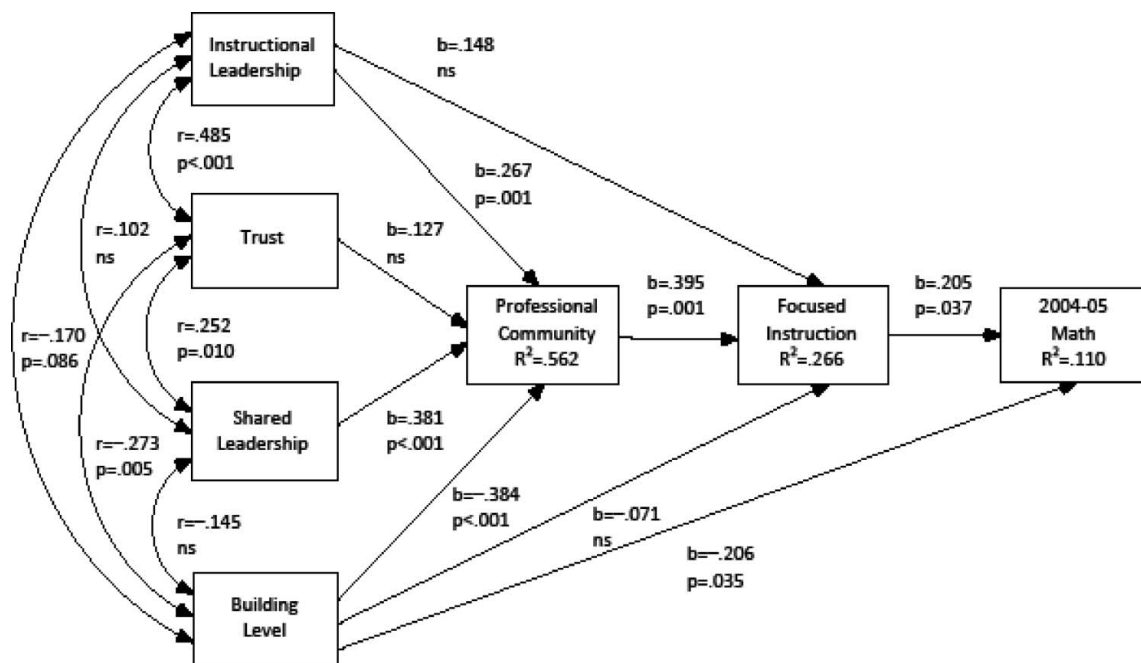 Instructional
Leadership
b=.148
ns
r=.485
p<.001
b=.267
p=.001
Trust
r=.102
ns
b=.127
ns
r=.252
p=.010
r=−.170
p=.086
Professional
Community
R²=.562
b=.395
p=.001
Focused
Instruction
R²=.266
b=.205
p=.037
2004-05
Math
R²=.110
Shared
Leadership
b=.381
p<.001
r=−.273
p=.005
b=−.384
p<.001
r=−.145
ns
b=−.071
ns
b=−.206
p=.035
Building
Level